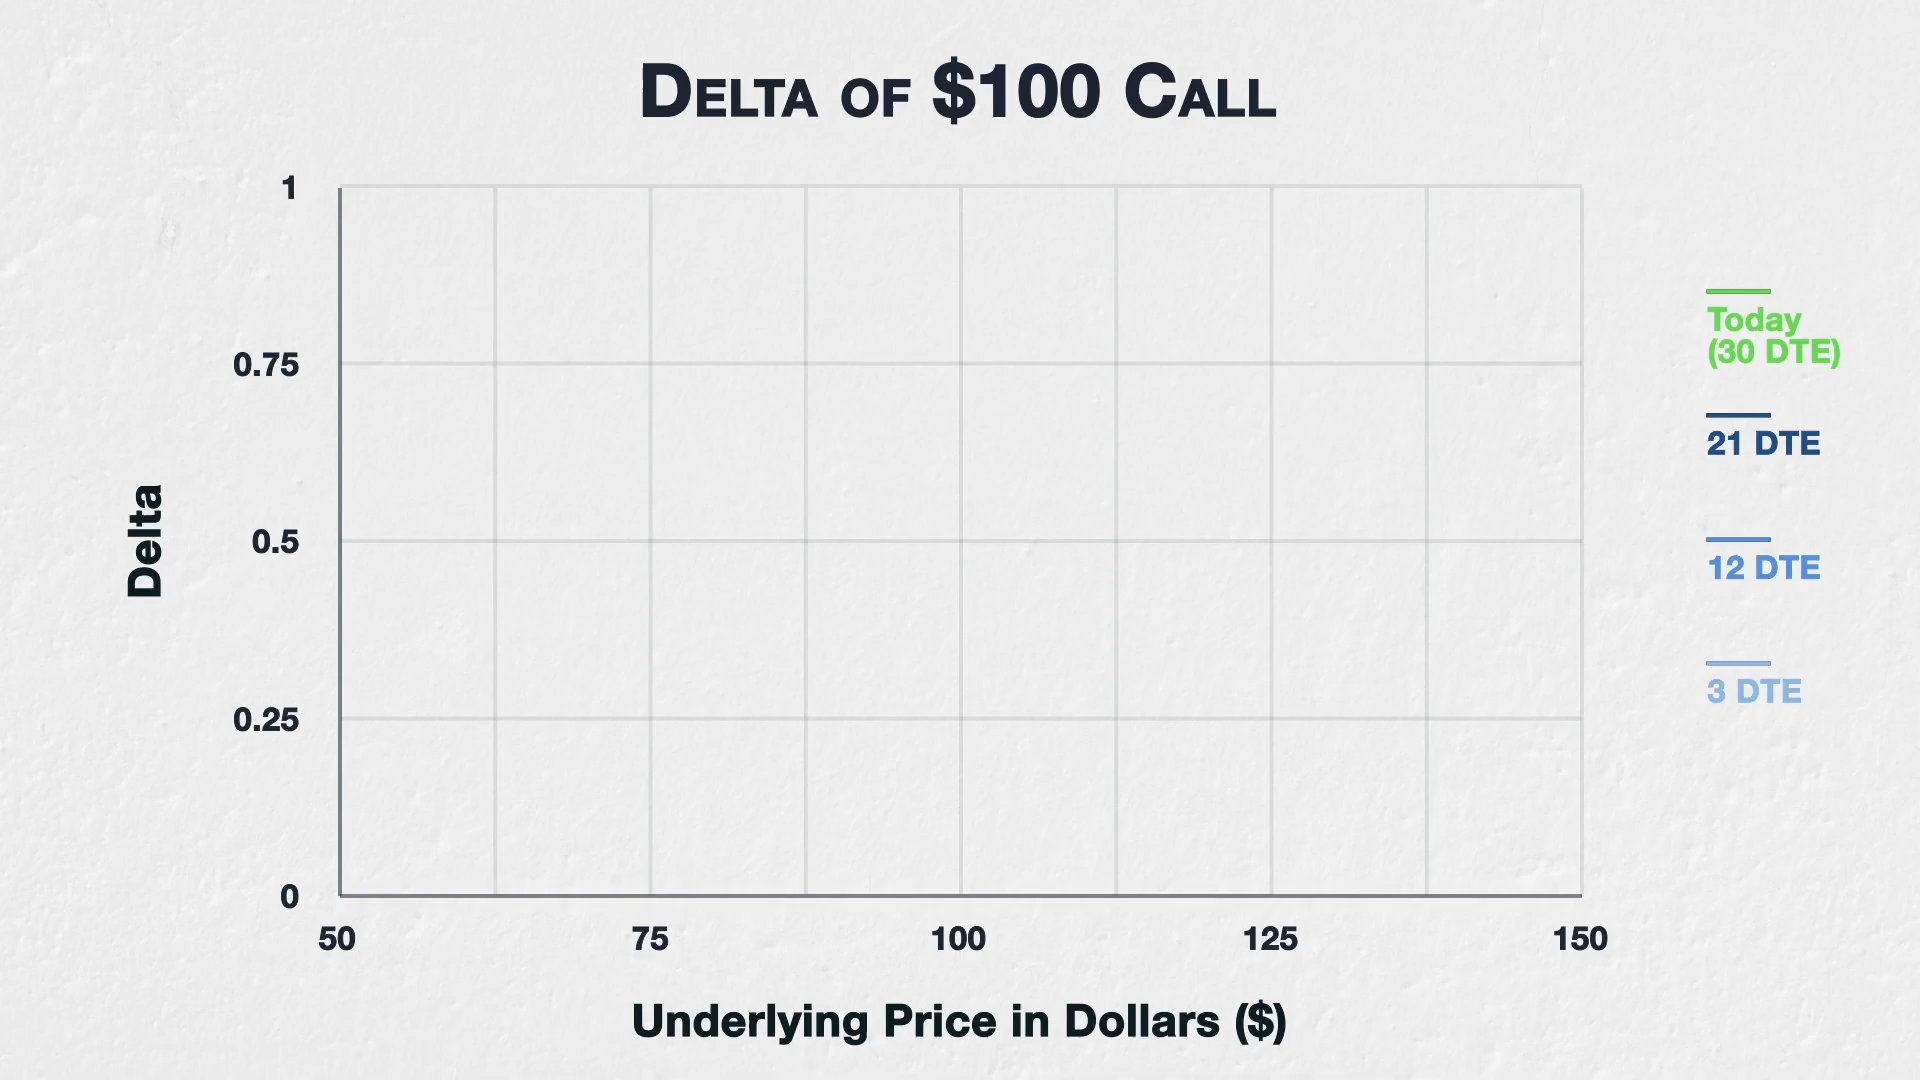 Delta of $100 Call
1
0.75
0.5
0.25
0
Delta
50
75
100
125
150
Underlying Price in Dollars ($)
Today
(30 DTE)
21 DTE
12 DTE
3 DTE